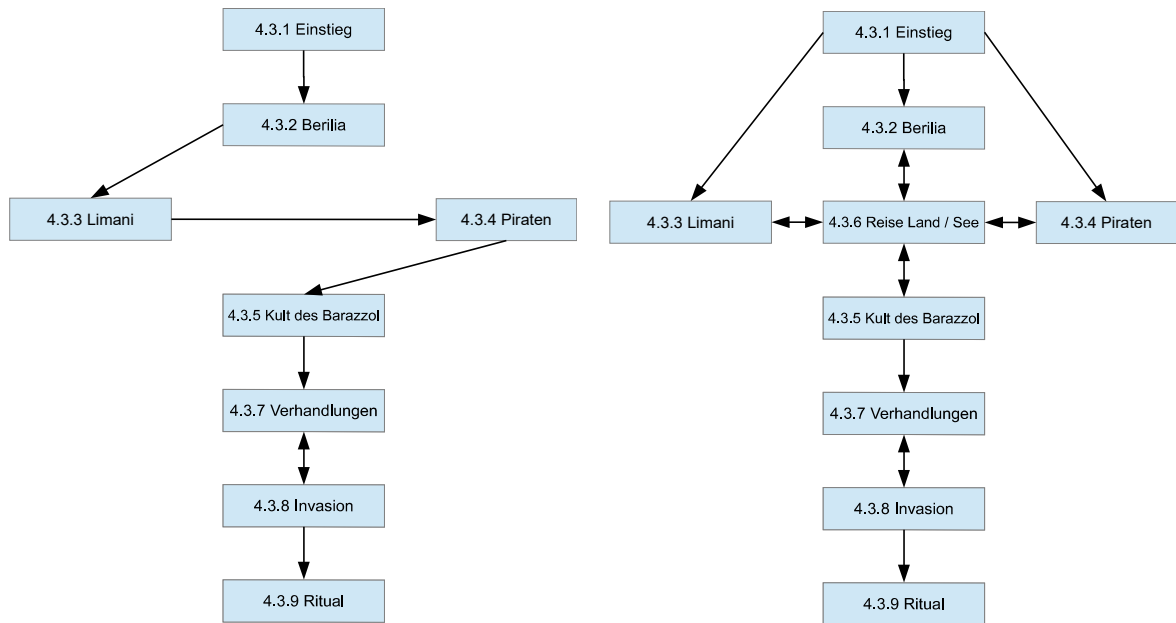 4.3.1 Einstieg
4.3.2 Berilia
4.3.3 Limani
4.3.4 Piraten
4.3.5 Kult des Barazzol
4.3.7 Verhandlungen
4.3.8 Invasion
4.3.9 Ritual
4.3.1 Einstieg
4.3.2 Berilia
4.3.3 Limani
4.3.6 Reise Land / See
4.3.4 Piraten
4.3.5 Kult des Barazzol
4.3.7 Verhandlungen
4.3.8 Invasion
4.3.9 Ritual